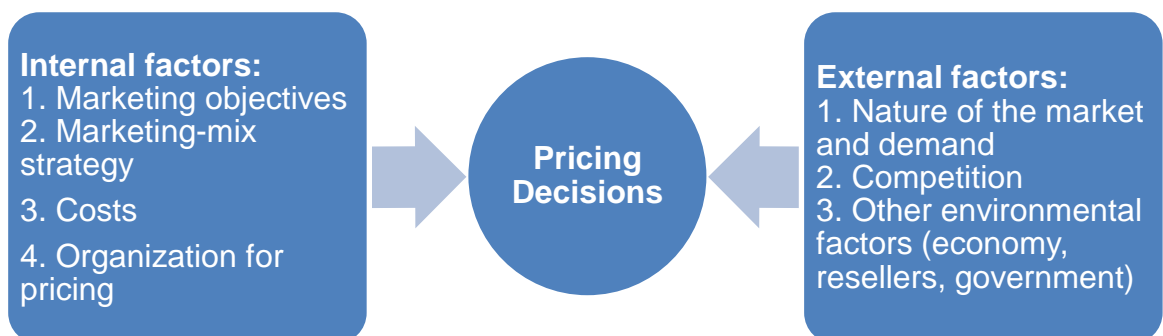 Internal factors:
1. Marketing objectives
2. Marketing-mix
strategy
3. Costs
4. Organization for
pricing
Pricing
Decisions
External factors:
1. Nature of the market
and demand
2. Competition
3. Other environmental
factors (economy,
resellers, government)